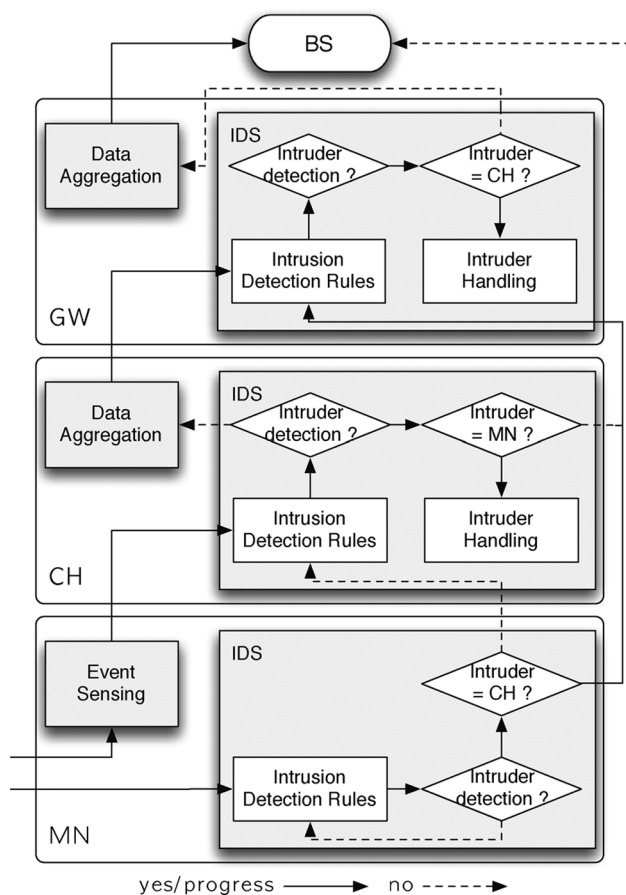 BS
IDS
Data
Aggregation
Intruder
detection ?
Intruder
= CH ?
Intrusion
Detection Rules
Intruder
Handling
GW
IDS
Data
Aggregation
Intruder
detection ?
Intruder
= MN ?
Intrusion
Detection Rules
Intruder
Handling
CH
IDS
Event
Sensing
Intruder
= CH ?
Intrusion
Detection Rules
Intruder
detection ?
MN
yes/progress no